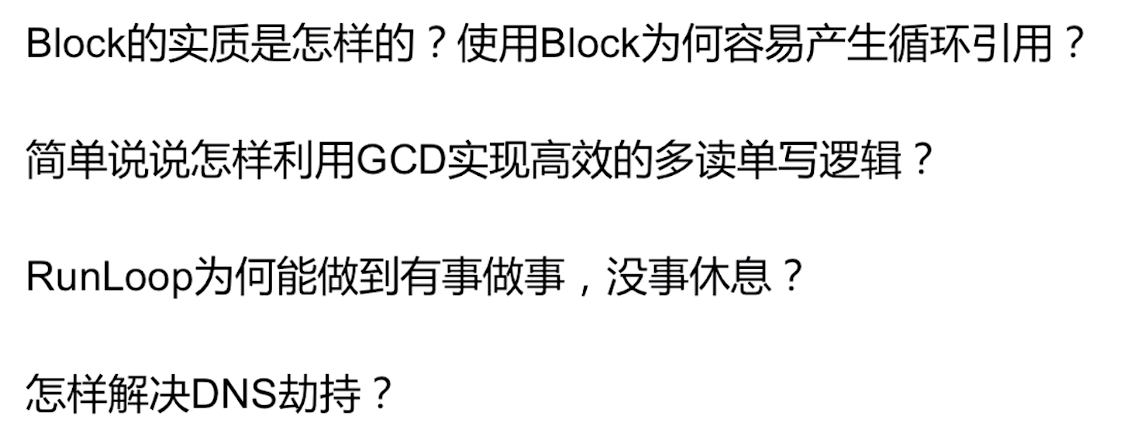 Block的实质是怎样的？使用Block为何容易产生循环引用？
简单说说怎样利用GCD实现高效的多读单写逻辑？
RunLoop为何能做到有事做事，没事休息？
怎样解决DNS劫持？